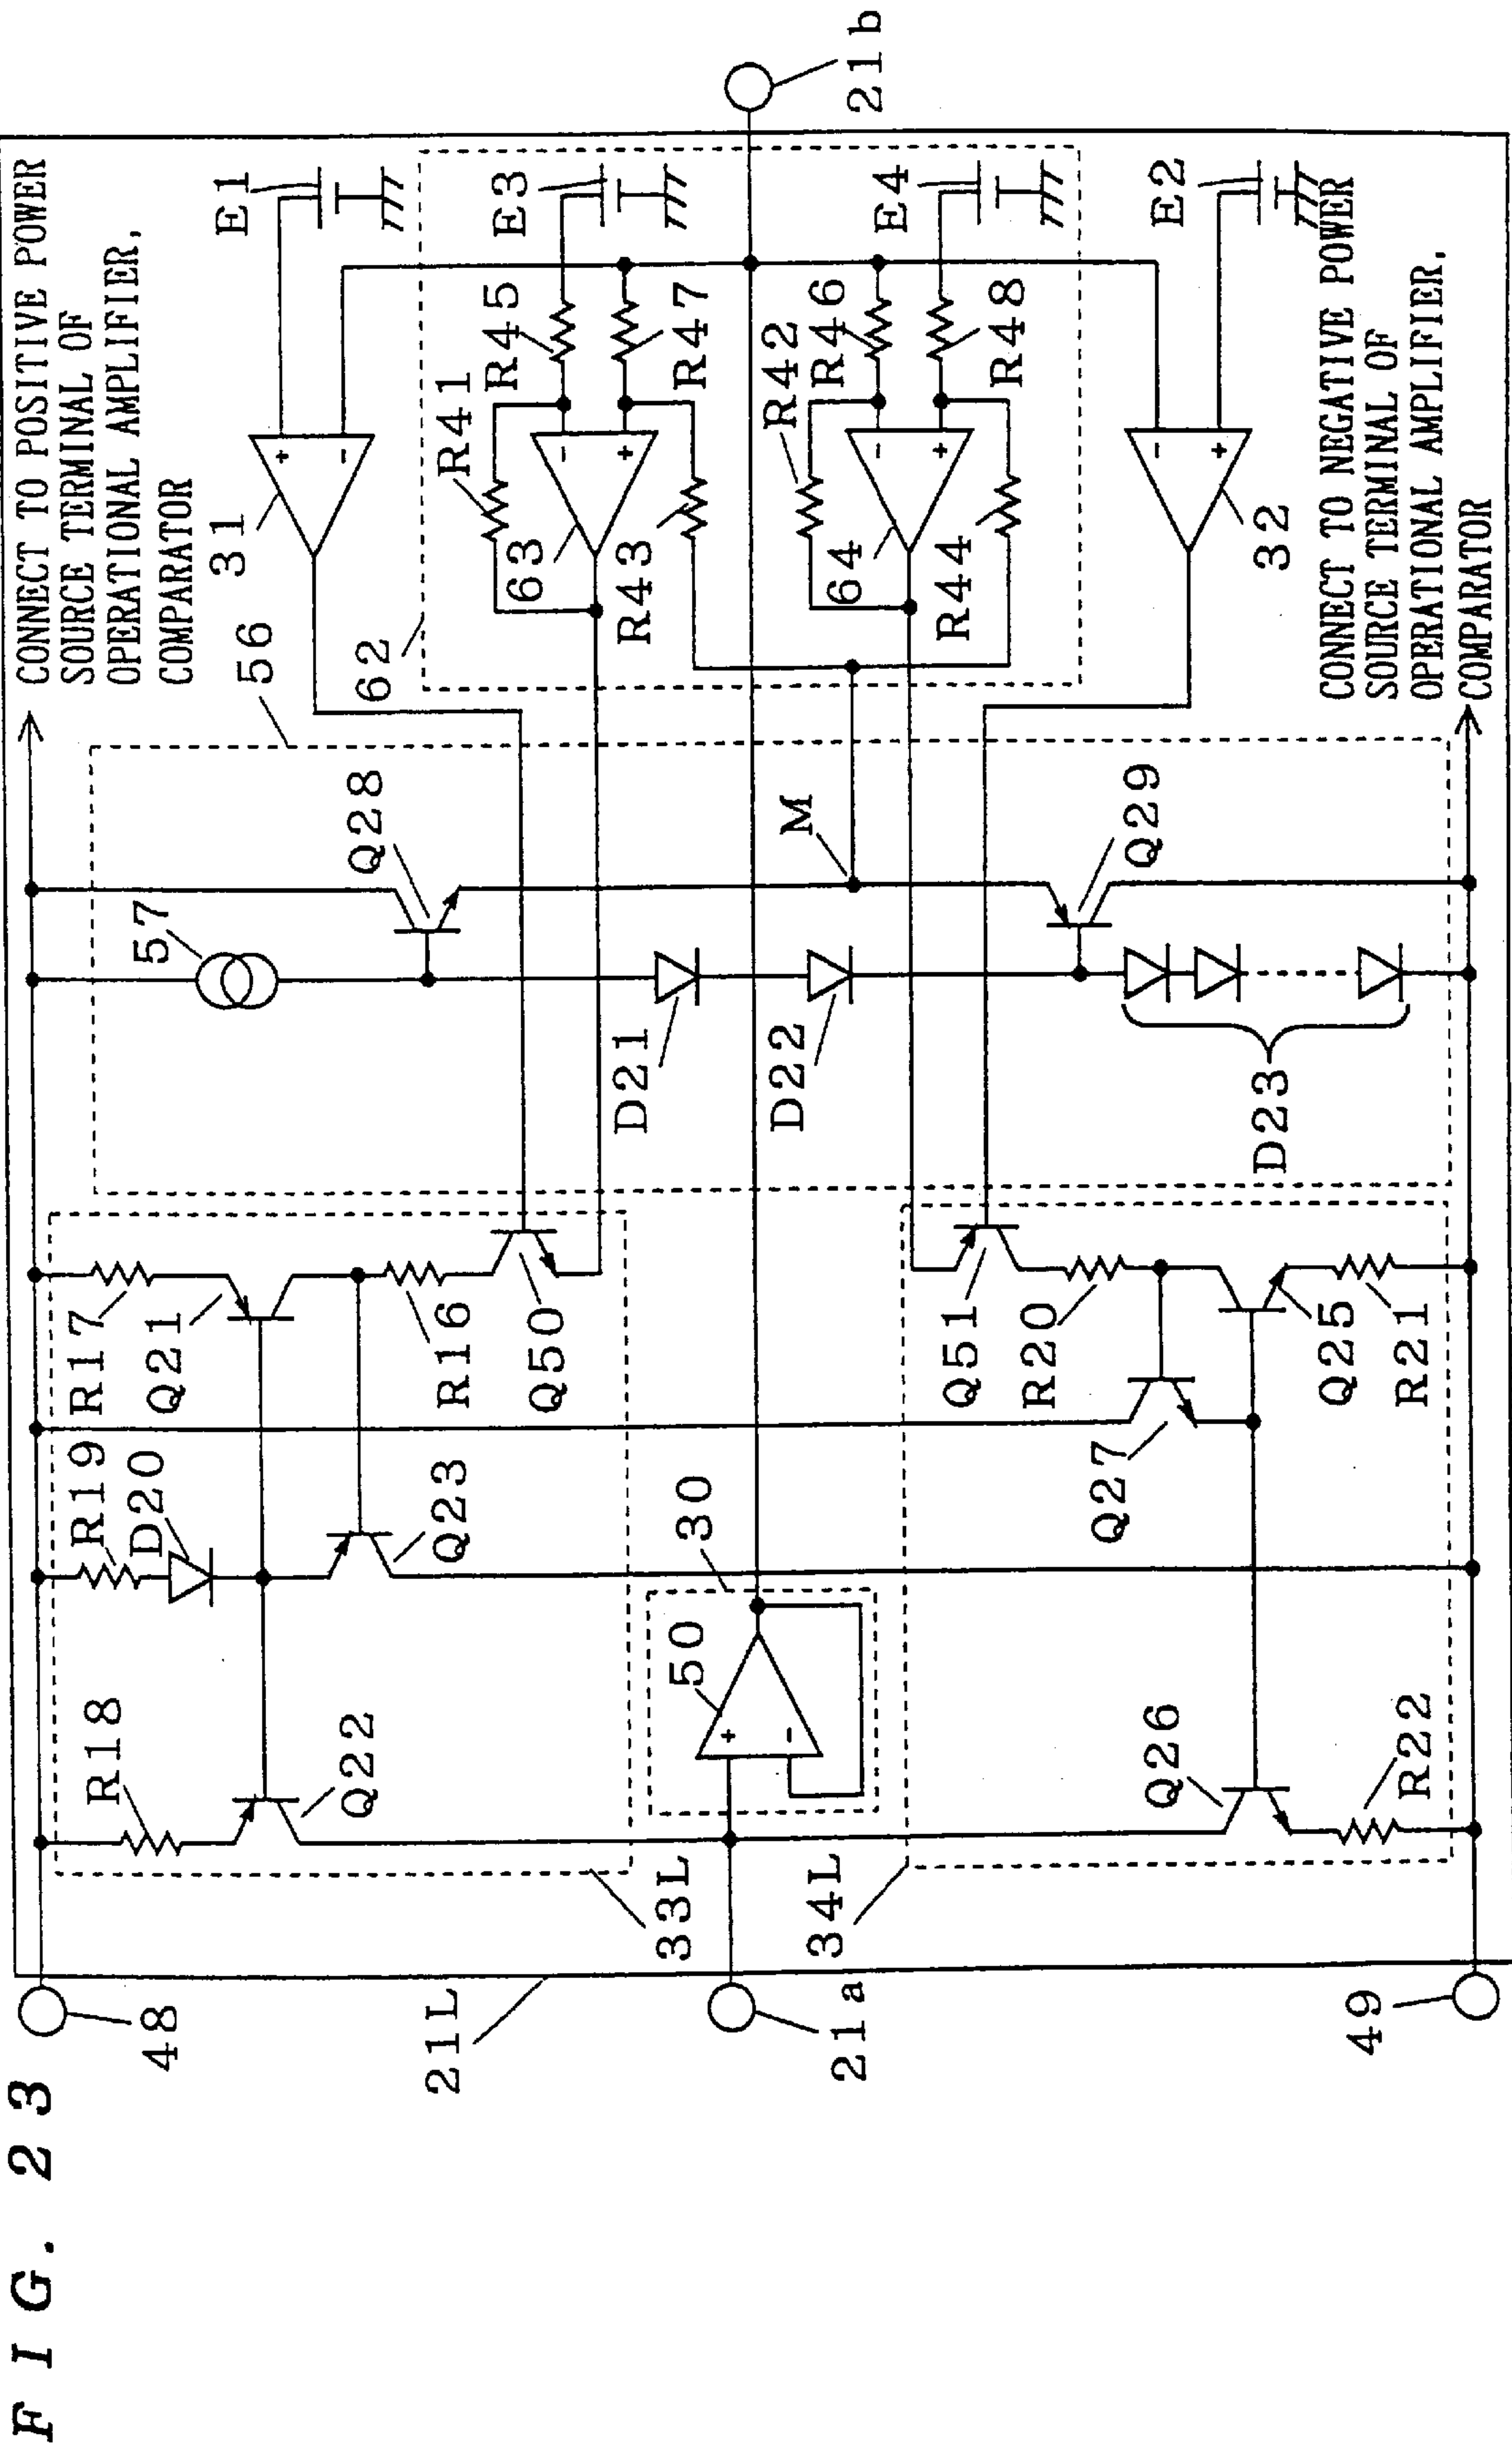 FIG. 23
CONNECT TO POSITIVE POWER
SOURCE TERMINAL OF
OPERATIONAL AMPLIFIER,
COMPARATOR
48
21L
21a
49
R18
Q22
33L
34L
Q26
R22
R19
D20
Q23
30
50
Q27
R17
Q21
R16
Q50
Q51
R20
Q25
R21
56
57
Q28
D21
D22
M
Q29
D23
62
31
R41
63
R43
R45
R47
E1
E3
R42
64
R44
R46
R48
E4
E2
32
21b
CONNECT TO NEGATIVE POWER
SOURCE TERMINAL OF
OPERATIONAL AMPLIFIER,
COMPARATOR
+
-
-
+
-
+
-
+
+
-